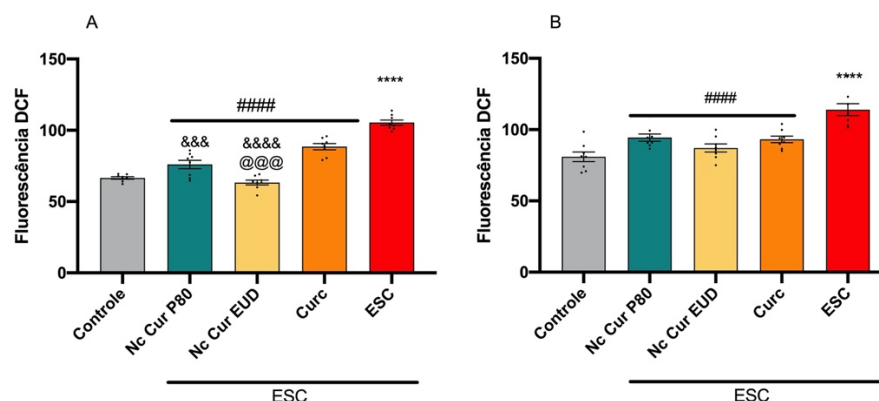 A
Fluorescência DCF
150
100
50
0
####
****
&&&
&&&&
@@@
Controle
Nc Cur P80
Nc Cur EUD
Curc
ESC
ESC
B
Fluorescência DCF
150
100
50
0
####
****
Controle
Nc Cur P80
Nc Cur EUD
Curc
ESC
ESC